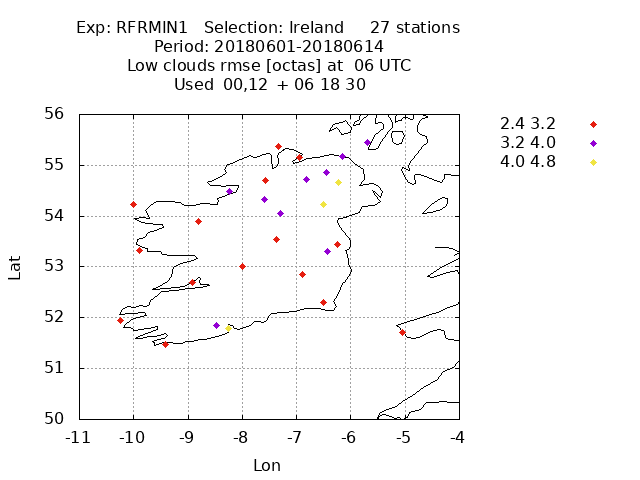 Exp: RFRMIN1 Selection: Ireland 27 stations
Period: 20180601-20180614
Low clouds rmse [octas] at 06 UTC
Used 00,12 + 06 18 30
2.4 3.2
3.2 4.0
4.0 4.8
56
55
54
53
52
51
50
Lat
-11 -10 -9 -8 -7 -6 -5 -4
Lon